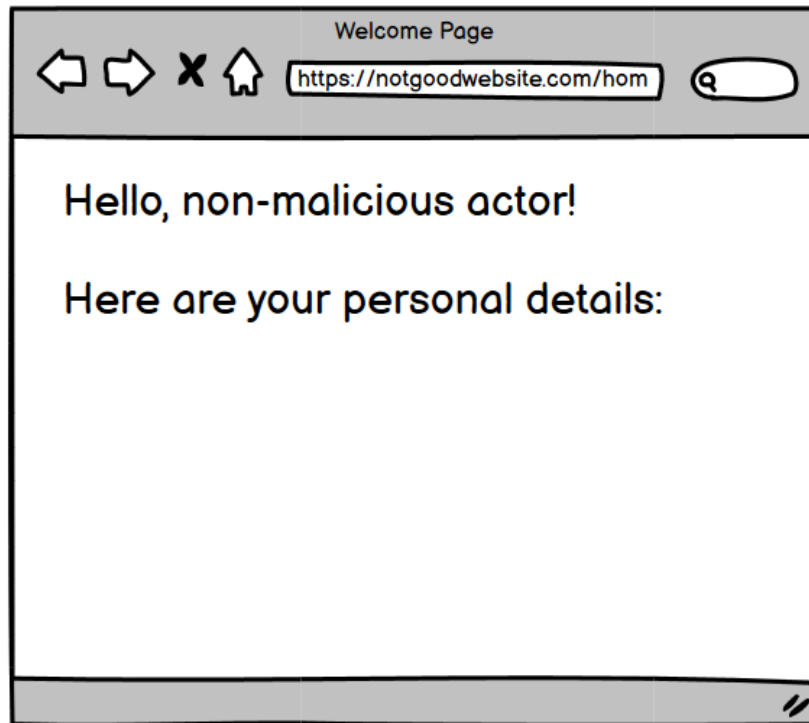 Welcome Page
https://notgoodwebsite.com/hom
Hello, non-malicious actor!
Here are your personal details: